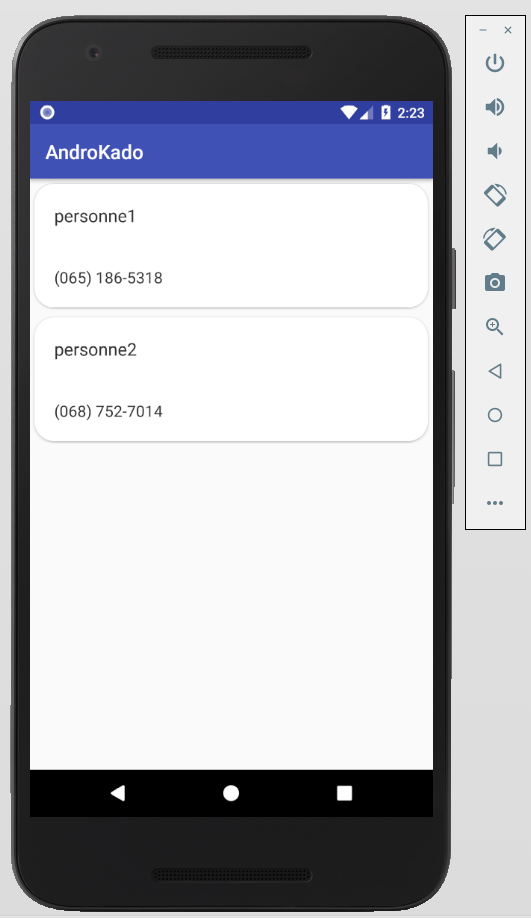 2:23
AndroKado
personne1
(065) 186-5318
personne2
(068) 752-7014